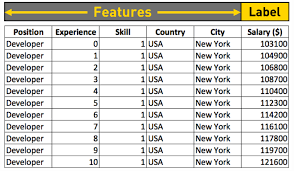 Features Label
Position Experience Skill Country City Salary ($)
Developer 0 1 USA New York 103100
Developer 1 1 USA New York 104900
Developer 2 1 USA New York 106800
Developer 3 1 USA New York 108700
Developer 4 1 USA New York 110400
Developer 5 1 USA New York 112300
Developer 6 1 USA New York 114200
Developer 7 1 USA New York 116100
Developer 8 1 USA New York 117800
Developer 9 1 USA New York 119700
Developer 10 1 USA New York 121600